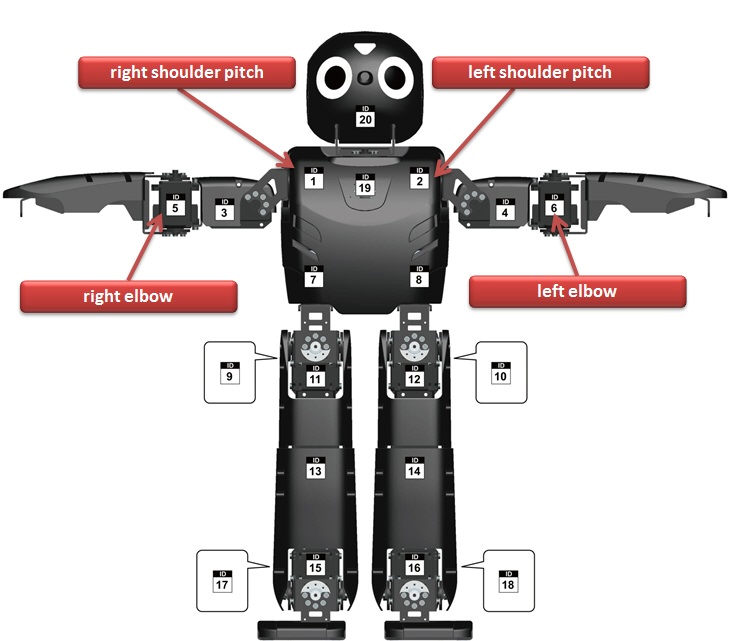 right shoulder pitch
left shoulder pitch
ID
20
ID
1
ID
19
ID
2
ID
5
ID
3
ID
4
ID
6
ID
7
ID
8
right elbow
left elbow
ID
9
ID
11
ID
12
ID
10
ID
13
ID
14
ID
15
ID
16
ID
17
ID
18